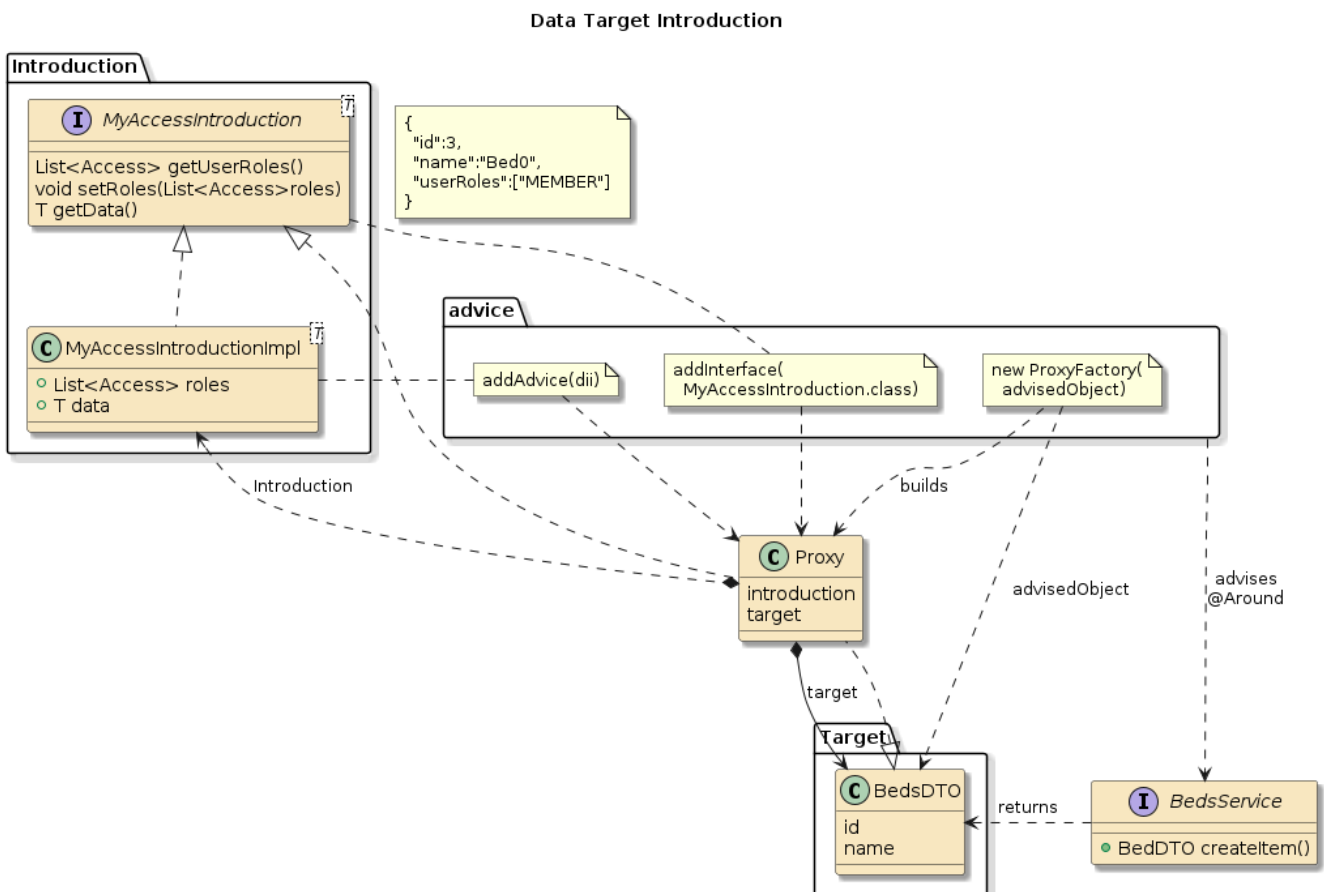 Data Target Introduction
Introduction
T
I MyAccessIntroduction
List<Access> getUserRoles()
void setRoles(List<Access>roles)
T getData()
{
"id":3,
"name":"Bed0",
"userRoles":["MEMBER"]
}
T
C MyAccessIntroductionImpl
List<Access> roles
T data
advice
addAdvice(dii)
addInterface(
MyAccessIntroduction.class)
new ProxyFactory(
advisedObject)
Introduction
builds
C Proxy
introduction
target
advisedObject
advises
@Around
target
Target
C BedsDTO
id
name
returns
I BedsService
BedDTO createItem()